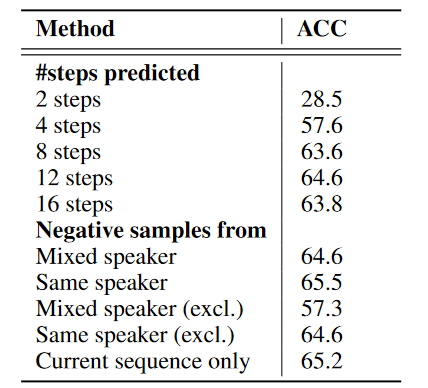 Method ACC
#steps predicted
2 steps 28.5
4 steps 57.6
8 steps 63.6
12 steps 64.6
16 steps 63.8
Negative samples from
Mixed speaker 64.6
Same speaker 65.5
Mixed speaker (excl.) 57.3
Same speaker (excl.) 64.6
Current sequence only 65.2